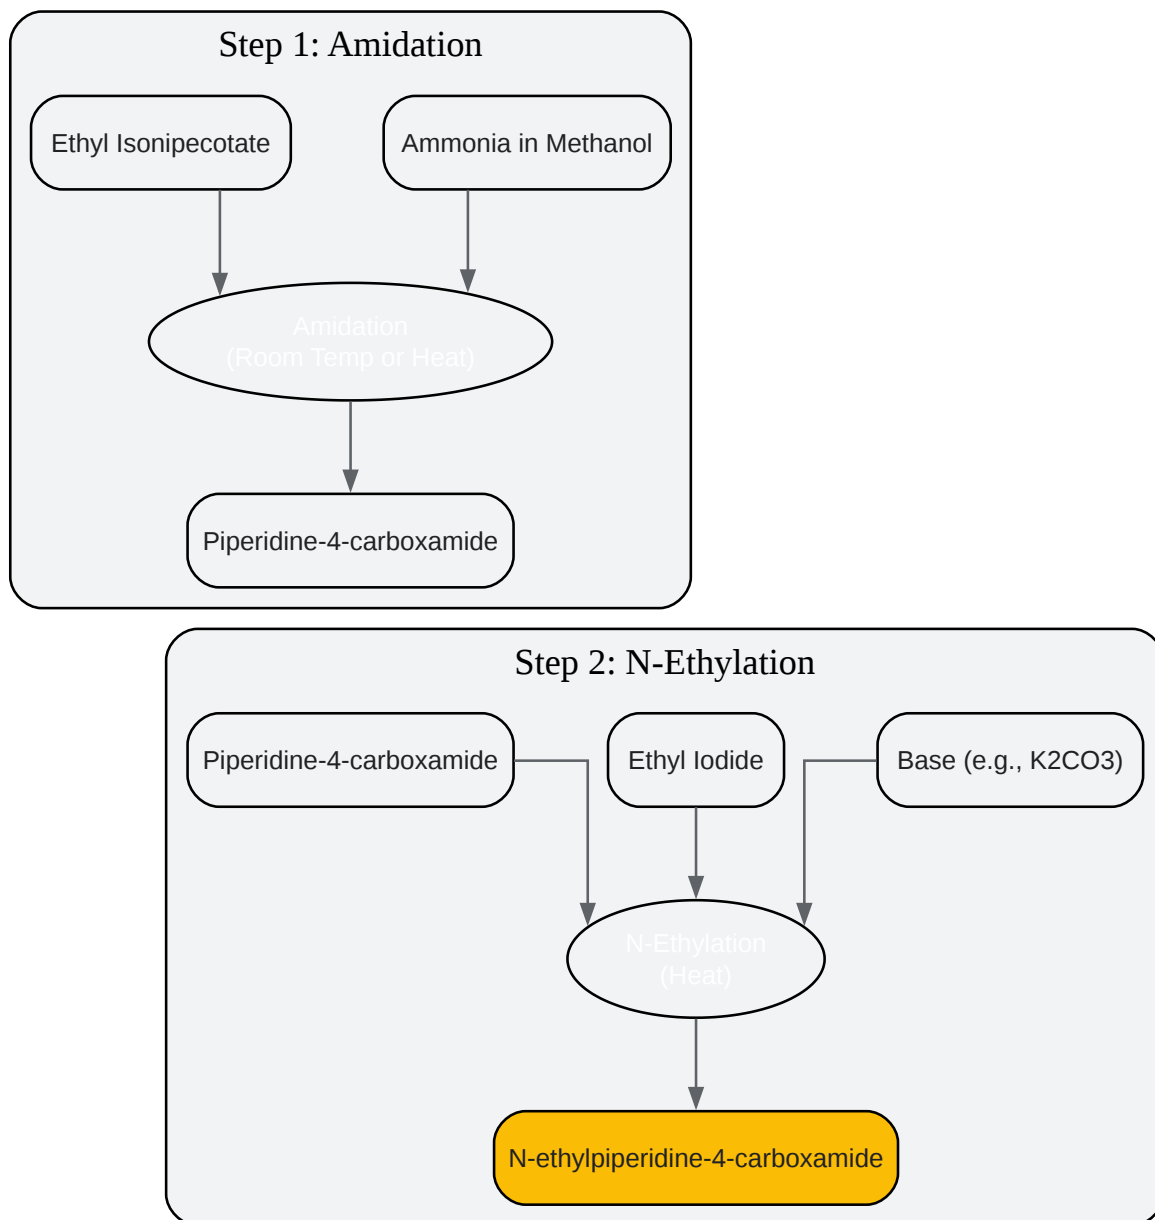 Step 1: Amidation
Ethyl Isonipecotate
Ammonia in Methanol
Amidation
(Room Temp or Heat)
Piperidine-4-carboxamide
Step 2: N-Ethylation
Piperidine-4-carboxamide
Ethyl Iodide
Base (e.g., K2CO3)
N-Ethylation
(Heat)
N-ethylpiperidine-4-carboxamide